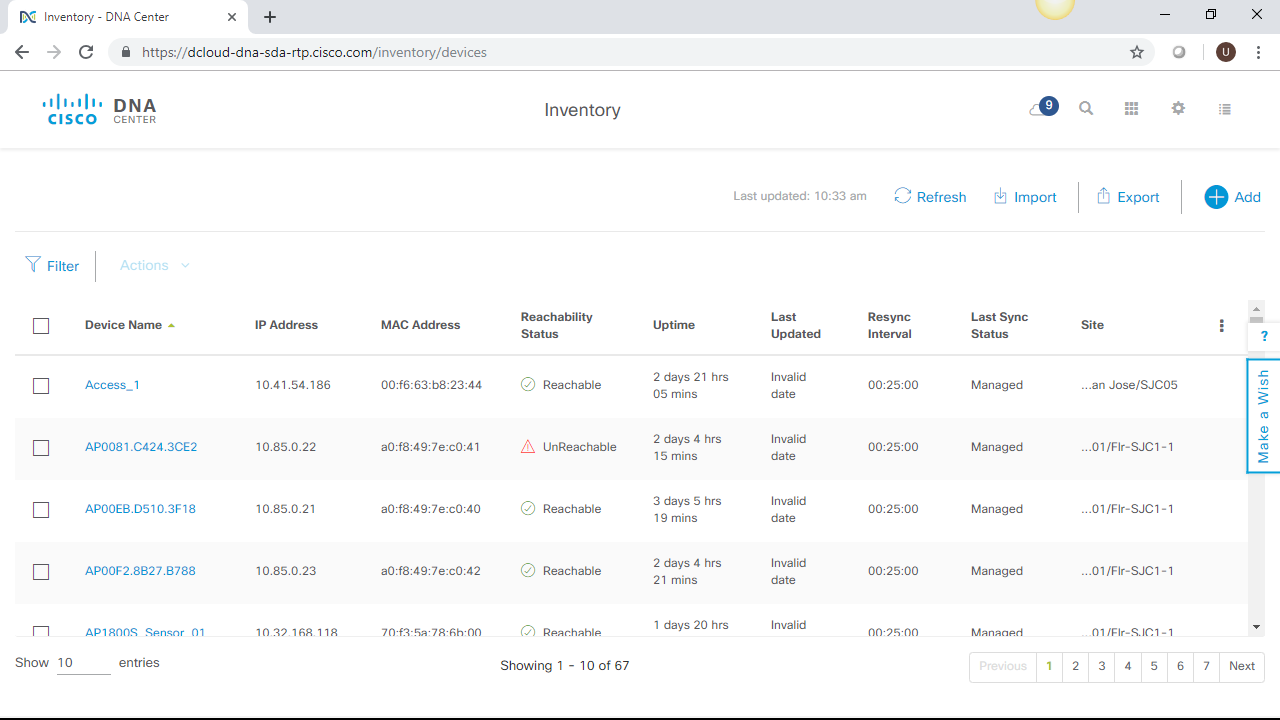 Inventory - DNA Center
https://dcloud-dna-sda-rtp.cisco.com/inventory/devices
U
CISCO DNA CENTER
Inventory
9
Last updated: 10:33 am
Refresh
Import
Export
Add
Filter
Actions
Device Name IP Address MAC Address Reachability Status Uptime Last Updated Resync Interval Last Sync Status Site
?
Make a Wish
Access_1 10.41.54.186 00:f6:63:b8:23:44 Reachable 2 days 21 hrs 05 mins Invalid date 00:25:00 Managed ...an Jose/SJC05
AP0081.C424.3CE2 10.85.0.22 a0:f8:49:7e:c0:41 UnReachable 2 days 4 hrs 15 mins Invalid date 00:25:00 Managed ...01/Flr-SJC1-1
AP00EB.D510.3F18 10.85.0.21 a0:f8:49:7e:c0:40 Reachable 3 days 5 hrs 19 mins Invalid date 00:25:00 Managed ...01/Flr-SJC1-1
AP00F2.8B27.B788 10.85.0.23 a0:f8:49:7e:c0:42 Reachable 2 days 4 hrs 21 mins Invalid date 00:25:00 Managed ...01/Flr-SJC1-1
AP1800S_Sensor_01 10.32.168.118 70:f3:5a:78:6b:00 Reachable 1 days 20 hrs Invalid 00:25:00 Managed ...01/Flr-SJC1-1
Show 10 entries
Showing 1 - 10 of 67
Previous 1 2 3 4 5 6 7 Next